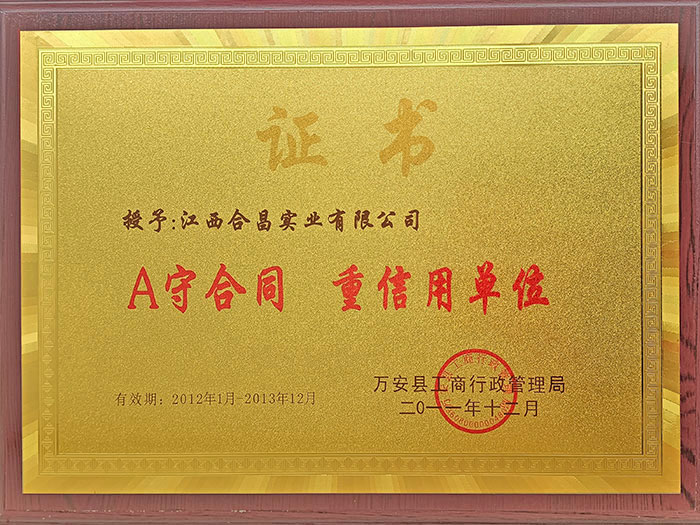 证书
授予:江西合昌实业有限公司
A守合同 重信用单位
有效期：2012年1月-2013年12月
万安县工商行政管理局
二0一一年十二月